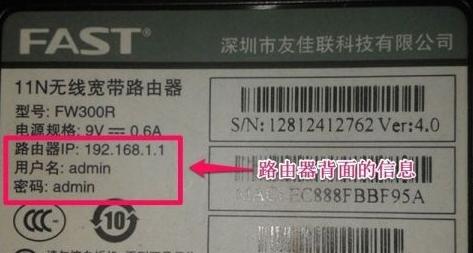 FAST
深圳市友佳联科技有限公司
11N无线宽带路由器
型号: FW300R
电源规格: 9V 0.6A
S/N: 12812412762 Ver:4.0
路由器IP: 192.168.1.1
用户名: admin
密码: admin
路由器背面的信息
MAC: EC888FBBF95A
CCC
10